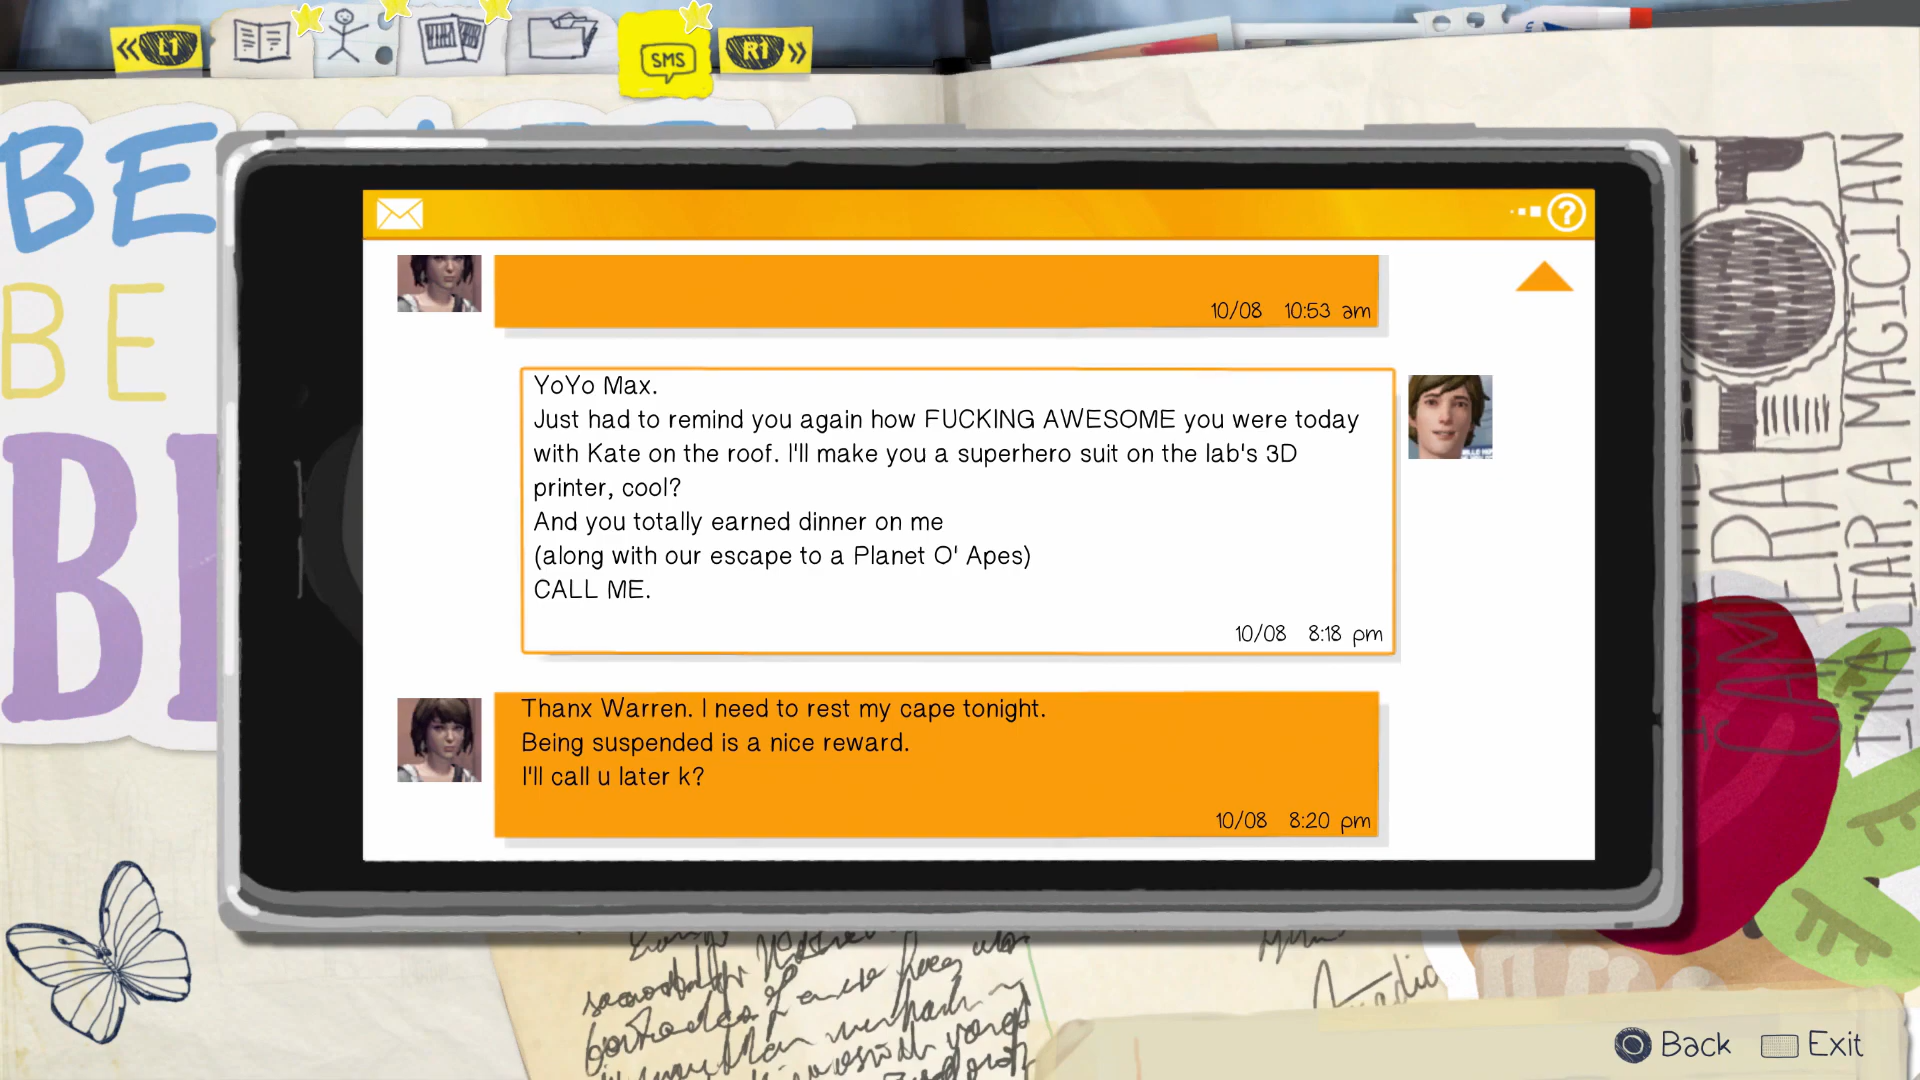 L1
SMS
R1
BE
BE
10/08 10:53 am
YoYo Max.
Just had to remind you again how FUCKING AWESOME you were today
with Kate on the roof. I'll make you a superhero suit on the lab's 3D
printer, cool?
And you totally earned dinner on me
(along with our escape to a Planet O' Apes)
CALL ME.
10/08 8:18 pm
Thanx Warren. I need to rest my cape tonight.
Being suspended is a nice reward.
I'll call u later k?
10/08 8:20 pm
CAMERA
I'M A LIAR, A MAGICIAN
Back
Exit